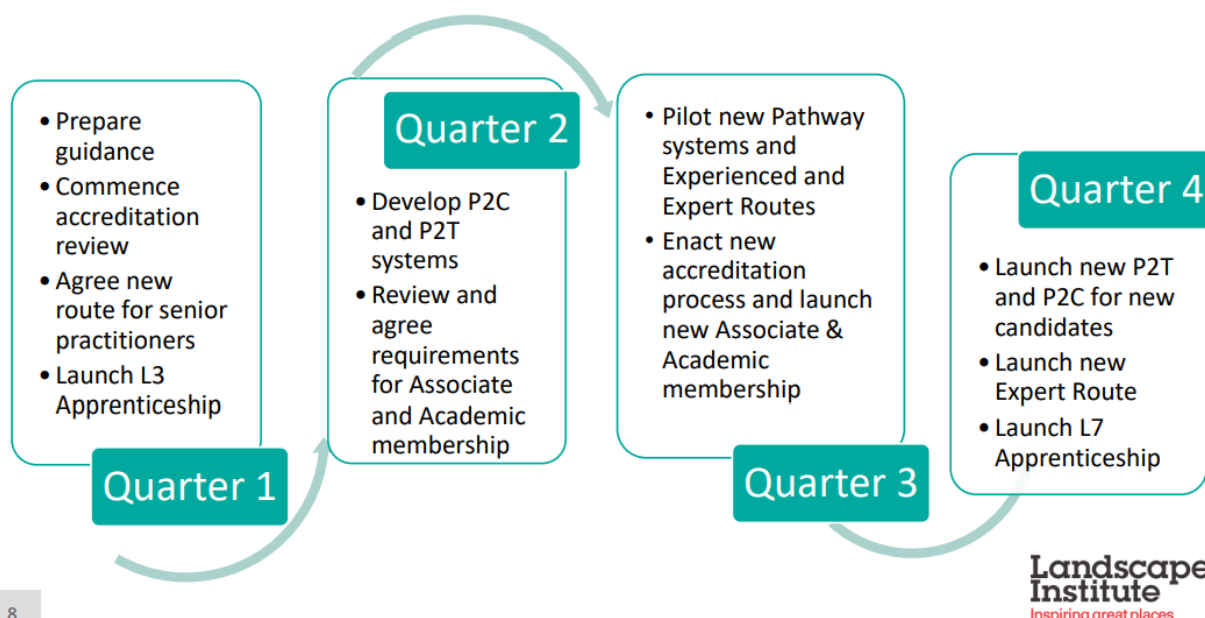 • Prepare
guidance
• Commence
accreditation
review
• Agree new
route for senior
practitioners
• Launch L3
Apprenticeship
Quarter 1
Quarter 2
• Develop P2C
and P2T
systems
• Review and
agree
requirements
for Associate
and Academic
membership
• Pilot new Pathway
systems and
Experienced and
Expert Routes
• Enact new
accreditation
process and launch
new Associate &
Academic
membership
Quarter 3
Quarter 4
• Launch new P2T
and P2C for new
candidates
• Launch new
Expert Route
• Launch L7
Apprenticeship
Landscape
Institute
Inspiring great places
8